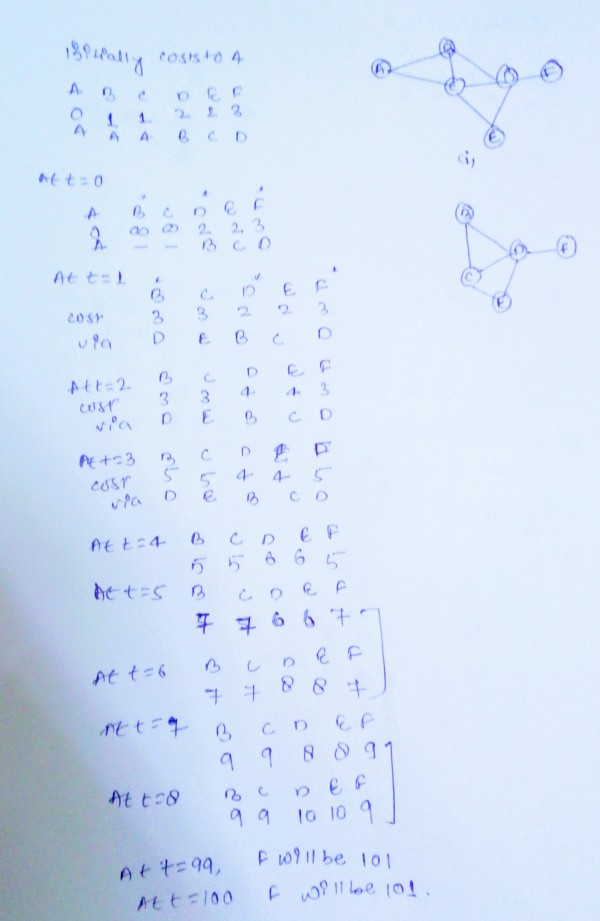 Initially costs to A
A B C D E F
0 1 1 2 2 3
A A A B C D
At t=0
* * *
A B C D E F
0 ∞ ∞ 2 2 3
A — — B C D
At t=1
* * *
B C D E F
cost 3 3 2 2 3
via D E B C D
At t=2 B C D E F
cost 3 3 4 4 3
via D E B C D
At t=3 B C D E F
cost 5 5 4 4 5
via D E B C D
At t=4 B C D E F
5 5 6 6 5
At t=5 B C D E F
7 7 6 6 7
At t=6 B C D E F
7 7 8 8 7
At t=7 B C D E F
9 9 8 8 9
At t=8 B C D E F
9 9 10 10 9
At t=99, F will be 101
At t=100 F will be 101.
B
A
C
D
F
E
(i)
B
D
F
C
E